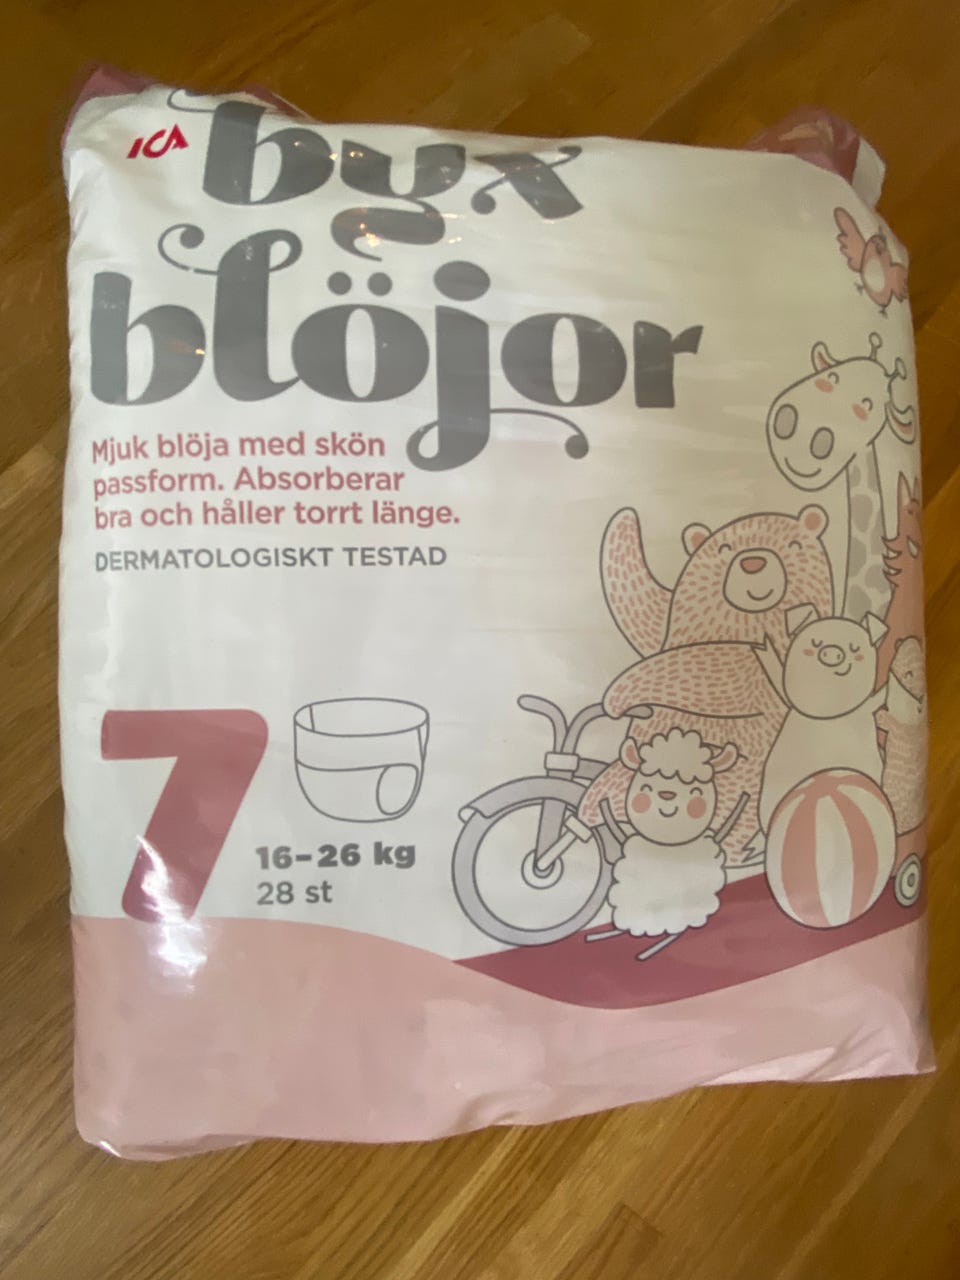 ICA
byx
blöjor
Mjuk blöja med skön
passform. Absorberar
bra och håller torrt länge.
DERMATOLOGISKT TESTAD
7
16-26 kg
28 st